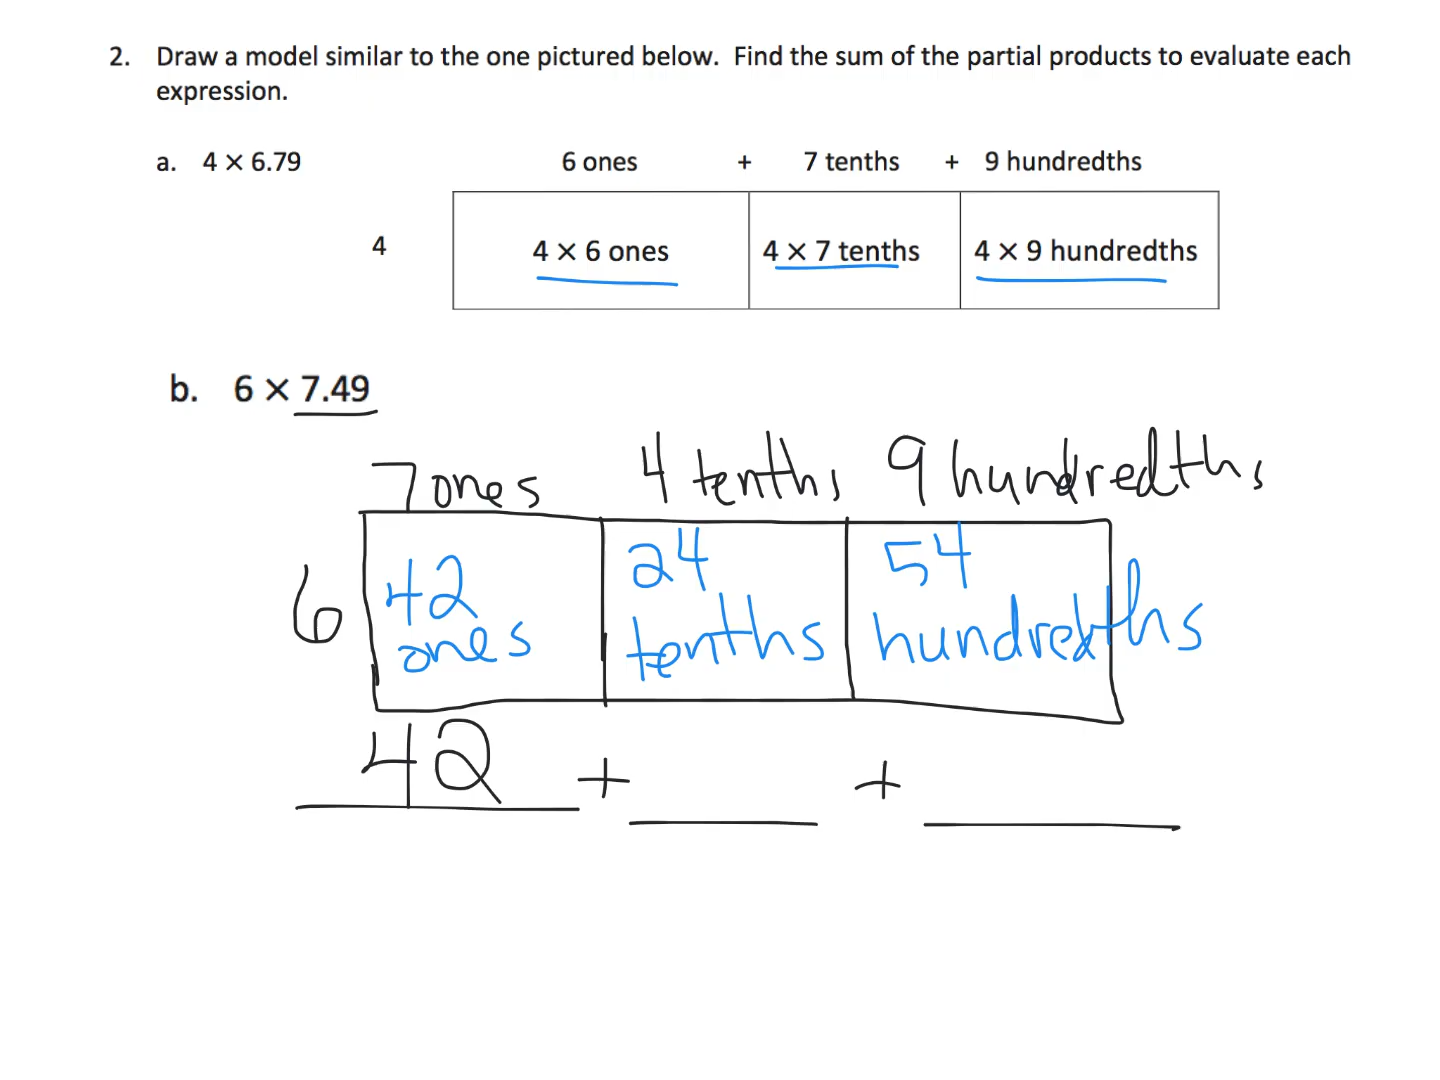 2. Draw a model similar to the one pictured below. Find the sum of the partial products to evaluate each
expression.
a. 4 × 6.79 6 ones + 7 tenths + 9 hundredths
4 4 × 6 ones 4 × 7 tenths 4 × 9 hundredths
b. 6 × 7.49
7 ones 4 tenths 9 hundredths
6 42 24 54
ones tenths hundredths
42 + +